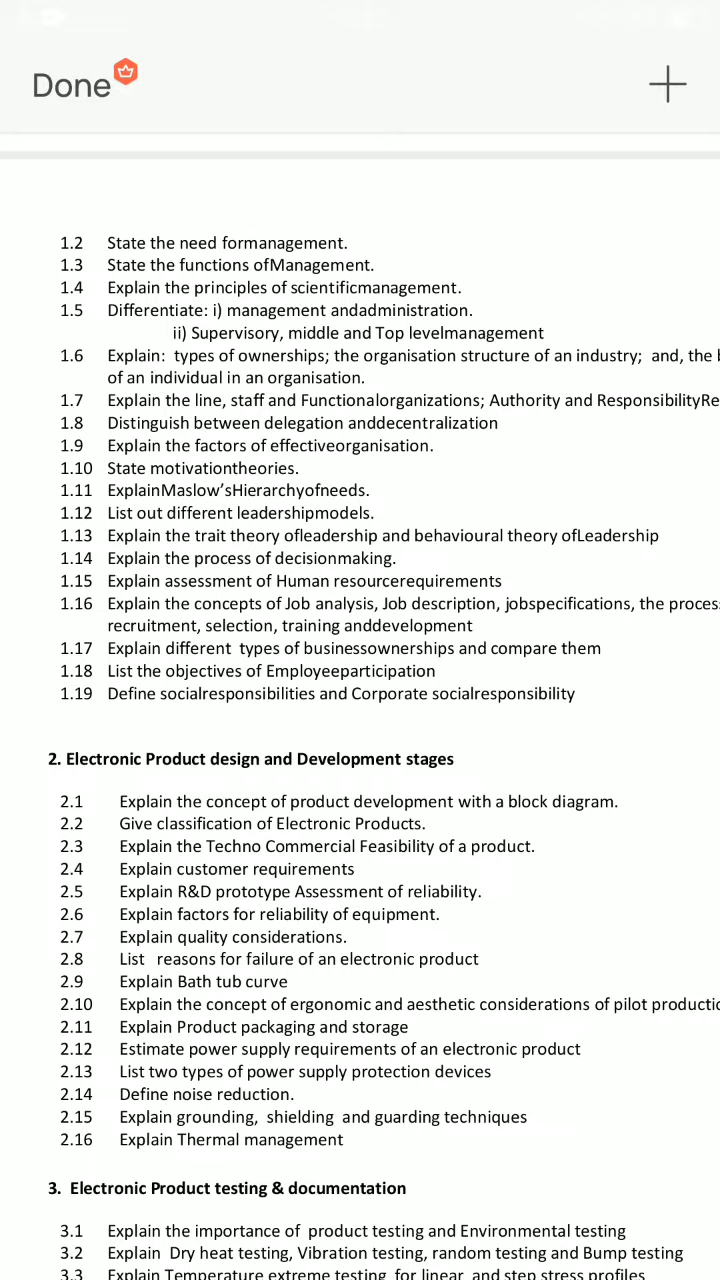 Done
1.2 State the need formanagement.
1.3 State the functions ofManagement.
1.4 Explain the principles of scientificmanagement.
1.5 Differentiate: i) management andadministration.
ii) Supervisory, middle and Top levelmanagement
1.6 Explain: types of ownerships; the organisation structure of an industry; and, the
of an individual in an organisation.
1.7 Explain the line, staff and Functionalorganizations; Authority and ResponsibilityRe
1.8 Distinguish between delegation anddecentralization
1.9 Explain the factors of effectiveorganisation.
1.10 State motivationtheories.
1.11 ExplainMaslow'sHierarchyofneeds.
1.12 List out different leadershipmodels.
1.13 Explain the trait theory ofleadership and behavioural theory ofLeadership
1.14 Explain the process of decisionmaking.
1.15 Explain assessment of Human resourcerequirements
1.16 Explain the concepts of Job analysis, Job description, jobspecifications, the proces
recruitment, selection, training anddevelopment
1.17 Explain different types of businessownerships and compare them
1.18 List the objectives of Employeeparticipation
1.19 Define socialresponsibilities and Corporate socialresponsibility
2. Electronic Product design and Development stages
2.1 Explain the concept of product development with a block diagram.
2.2 Give classification of Electronic Products.
2.3 Explain the Techno Commercial Feasibility of a product.
2.4 Explain customer requirements
2.5 Explain R&D prototype Assessment of reliability.
2.6 Explain factors for reliability of equipment.
2.7 Explain quality considerations.
2.8 List reasons for failure of an electronic product
2.9 Explain Bath tub curve
2.10 Explain the concept of ergonomic and aesthetic considerations of pilot productio
2.11 Explain Product packaging and storage
2.12 Estimate power supply requirements of an electronic product
2.13 List two types of power supply protection devices
2.14 Define noise reduction.
2.15 Explain grounding, shielding and guarding techniques
2.16 Explain Thermal management
3. Electronic Product testing & documentation
3.1 Explain the importance of product testing and Environmental testing
3.2 Explain Dry heat testing, Vibration testing, random testing and Bump testing
3.3 Explain Temperature extreme testing for linear and step stress profiles